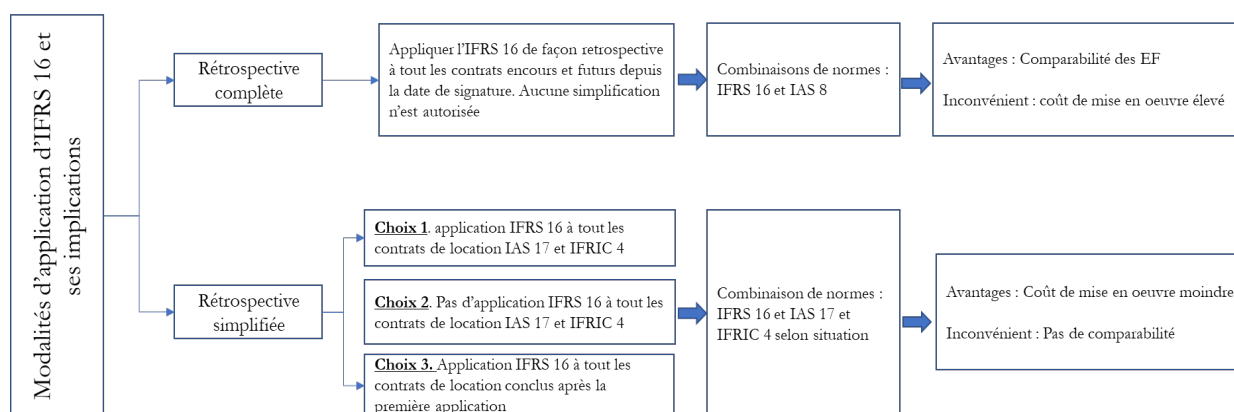 Modalités d'application d'IFRS 16 et
ses implications
Rétrospective
complète
Appliquer l'IFRS 16 de façon retrospective
à tout les contrats encours et futurs depuis
la date de signature. Aucune simplification
n'est autorisée
Combinaisons de normes :
IFRS 16 et IAS 8
Avantages : Comparabilité des EF
Inconvénient : coût de mise en oeuvre élevé
Rétrospective
simplifiée
Choix 1. application IFRS 16 à tout les
contrats de location IAS 17 et IFRIC 4
Choix 2. Pas d'application IFRS 16 à tout les
contrats de location IAS 17 et IFRIC 4
Choix 3. Application IFRS 16 à tout les
contrats de location conclus après la
première application
Combinaison de normes :
IFRS 16 et IAS 17 et
IFRIC 4 selon situation
Avantages : Coût de mise en oeuvre moindre
Inconvénient : Pas de comparabilité